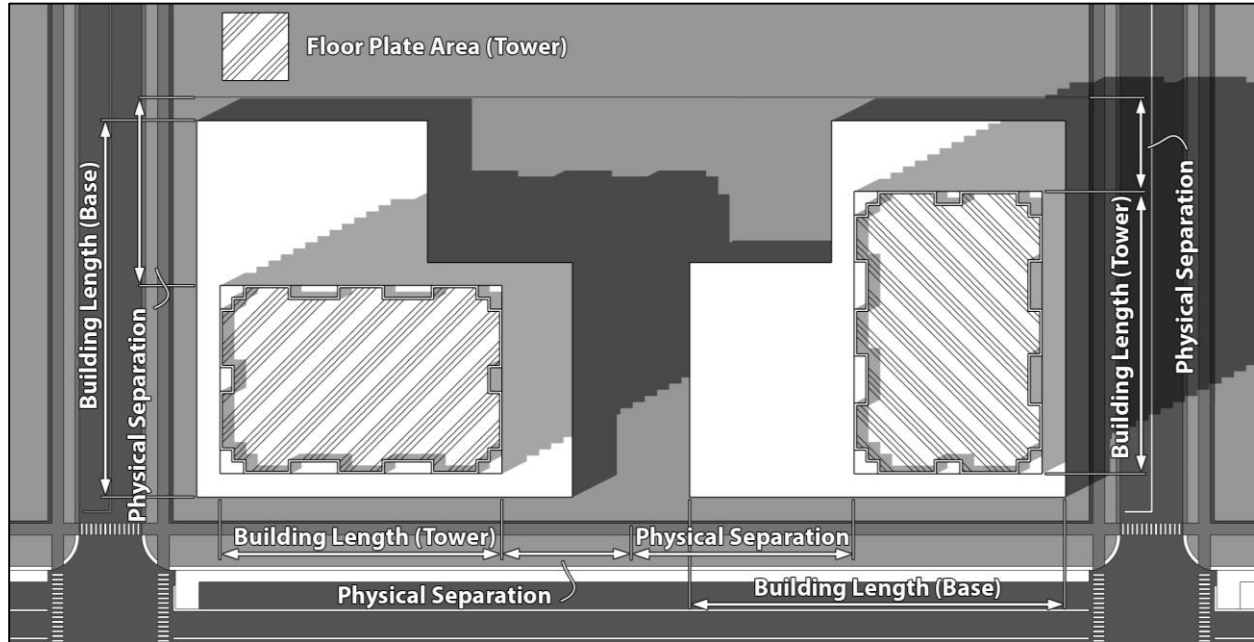 Floor Plate Area (Tower)
Building Length (Base)
Physical Separation
Building Length (Tower)
Physical Separation
Building Length (Tower)
Physical Separation
Physical Separation
Building Length (Base)